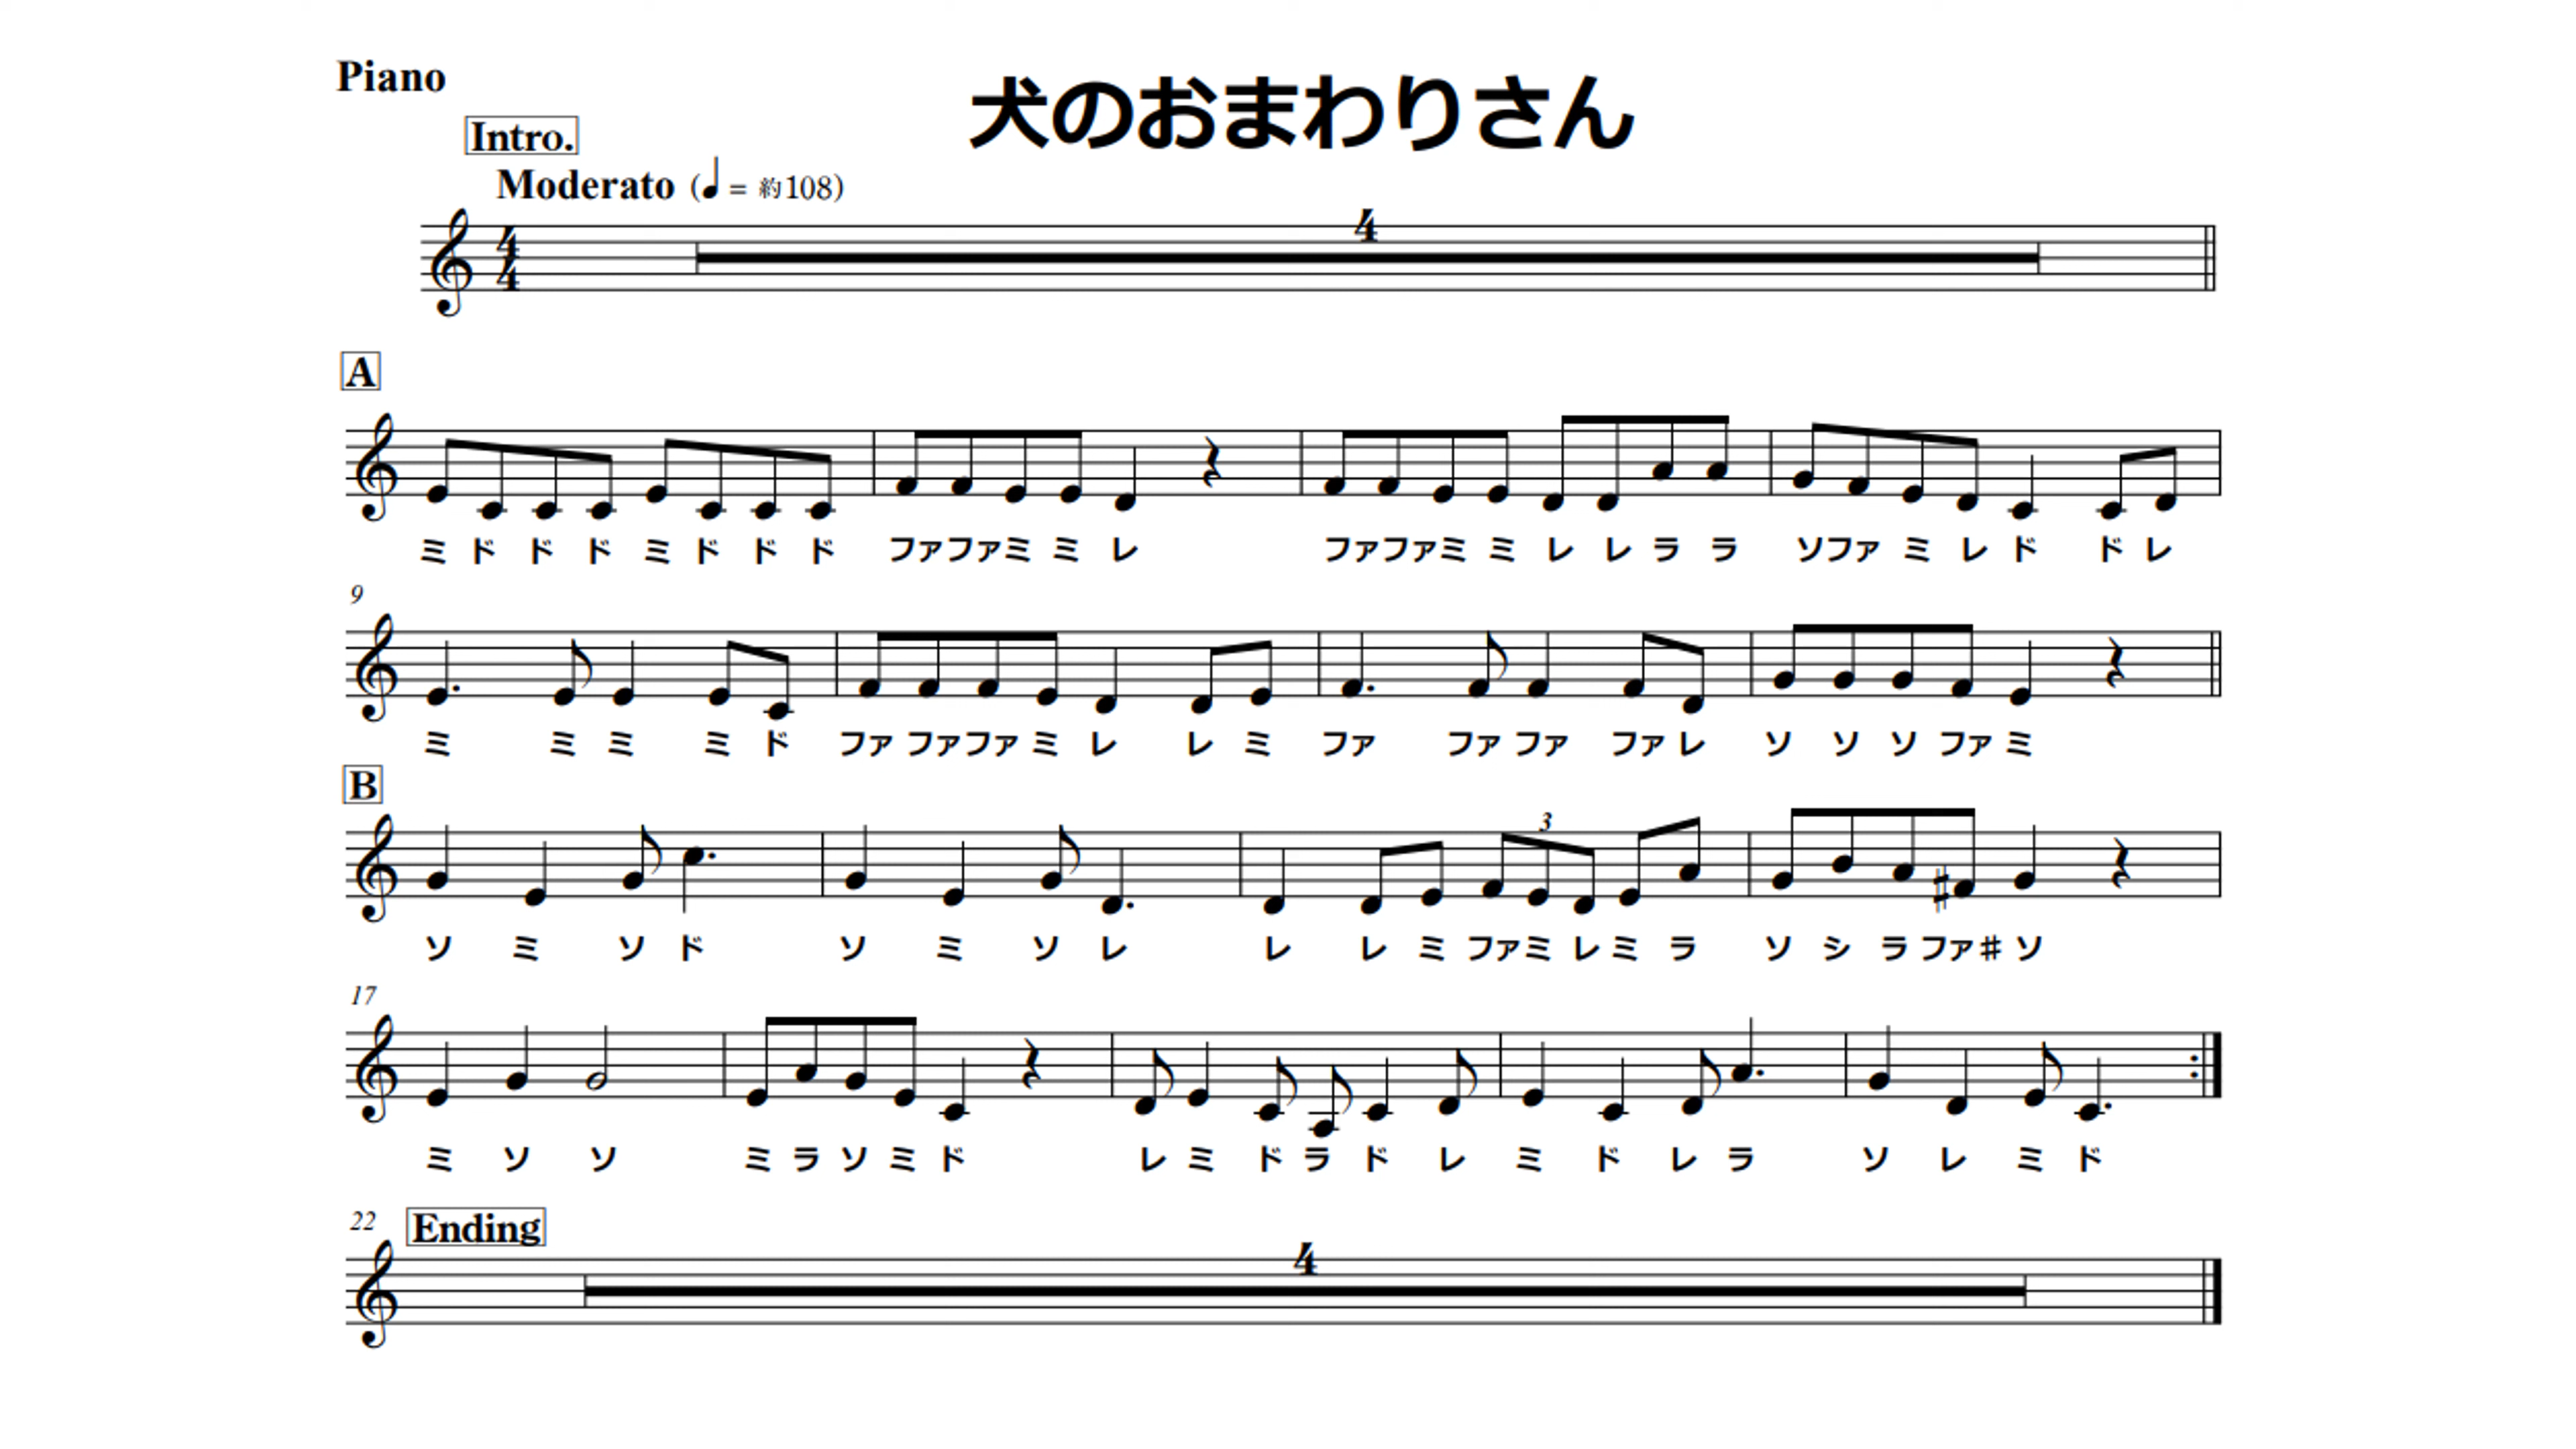 Piano
犬のおまわりさん
Intro.
Moderato (♩= 約108)
4
4
4
A
ミ ド ド ド ミ ド ド ド ファ ファ ミ ミ レ ファ ファ ミ ミ レ レ ラ ラ ソ ファ ミ レ ド ド レ
9
ミ ミ ミ ミ ド ファ ファ ファ ミ レ レ ミ ファ ファ ファ ファ レ ソ ソ ソ ファ ミ
B
3
ソ ミ ソ ド ソ ミ ソ レ レ レ ミ ファ ミ レ ミ ラ ソ シ ラ ファ♯ ソ
17
ミ ソ ソ ミ ラ ソ ミ ド レ ミ ド ラ ド レ ミ ド レ ラ ソ レ ミ ド
22
Ending
4